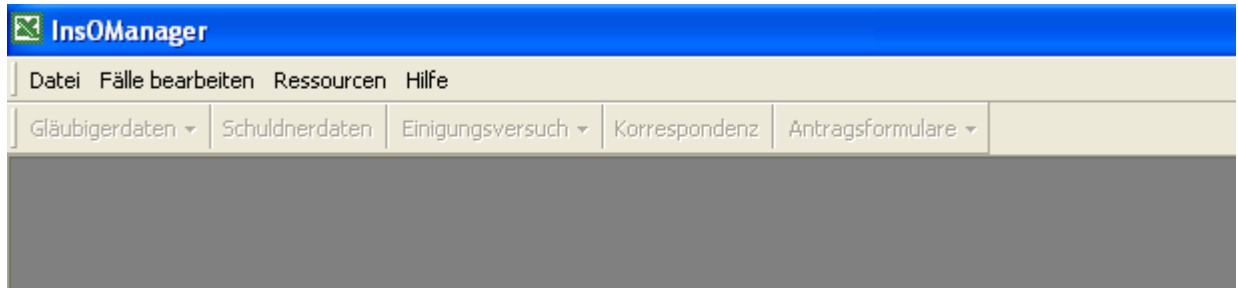 InsOManager
Datei Fälle bearbeiten Ressourcen Hilfe
Gläubigerdaten Schuldnerdaten Einigungsversuch Korrespondenz Antragsformulare